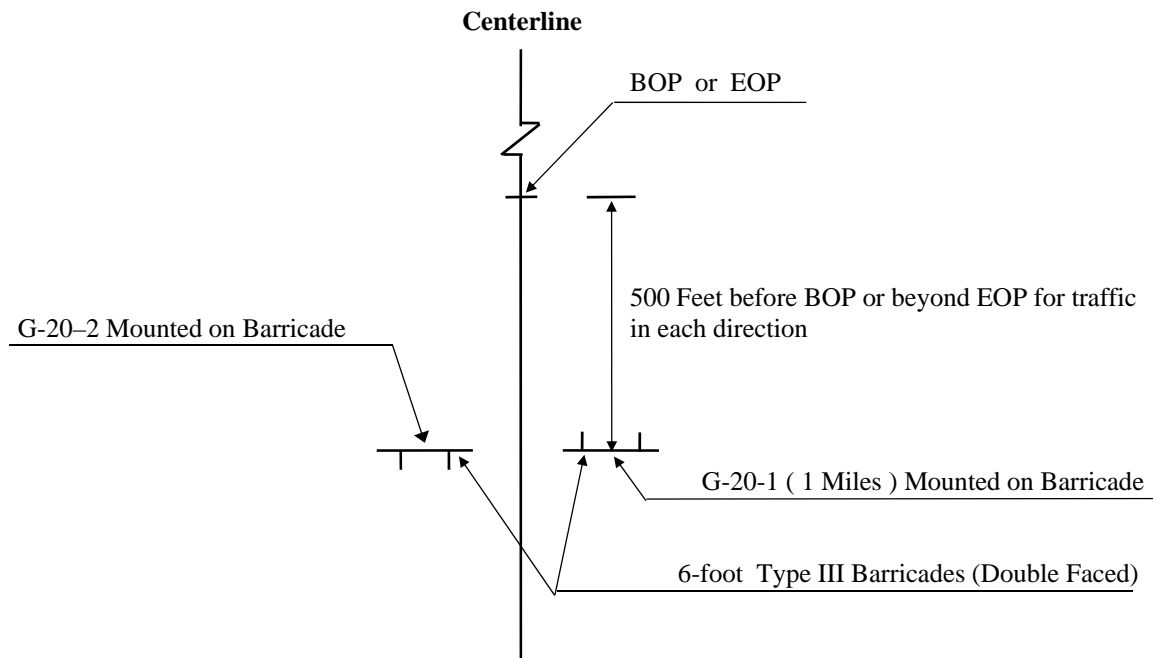 Centerline
BOP or EOP
500 Feet before BOP or beyond EOP for traffic
in each direction
G-20–2 Mounted on Barricade
G-20-1 ( 1 Miles ) Mounted on Barricade
6-foot Type III Barricades (Double Faced)